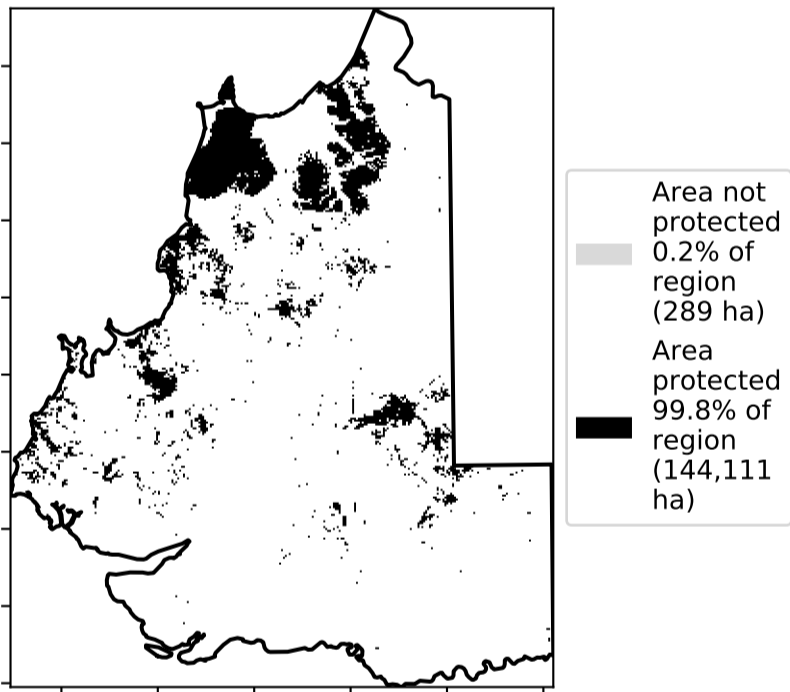 Area not
protected
0.2% of
region
(289 ha)
Area
protected
99.8% of
region
(144,111
ha)